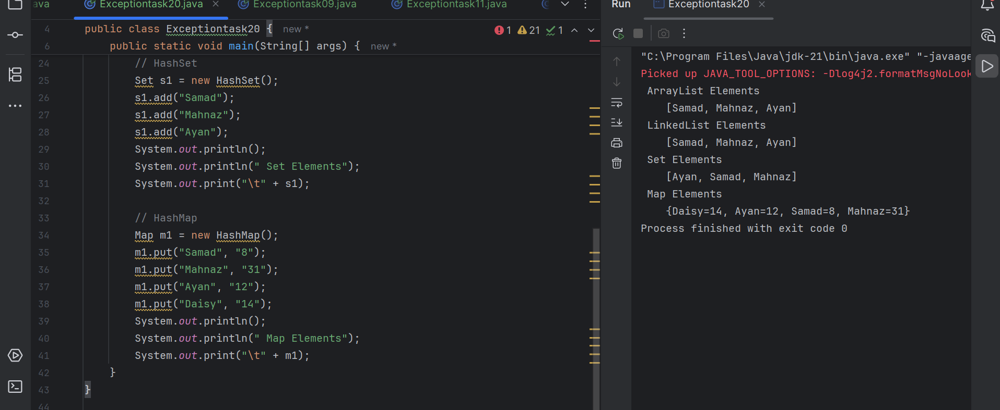 ava
Exceptiontask20.java
Exceptiontask09.java
Exceptiontask11.java
4 public class Exceptiontask20 { new *
1 21 1
6 public static void main(String[] args) { new *
24 // HashSet
25 Set s1 = new HashSet();
26 s1.add("Samad");
27 s1.add("Mahnaz");
28 s1.add("Ayan");
29 System.out.println();
30 System.out.println(" Set Elements");
31 System.out.print("\t" + s1);
32
33 // HashMap
34 Map m1 = new HashMap();
35 m1.put("Samad", "8");
36 m1.put("Mahnaz", "31");
37 m1.put("Ayan", "12");
38 m1.put("Daisy", "14");
39 System.out.println();
40 System.out.println(" Map Elements");
41 System.out.print("\t" + m1);
42 }
43 }
44
Run Exceptiontask20
"C:\Program Files\Java\jdk-21\bin\java.exe" "-javaage
Picked up JAVA_TOOL_OPTIONS: -Dlog4j2.formatMsgNoLook
ArrayList Elements
[Samad, Mahnaz, Ayan]
LinkedList Elements
[Samad, Mahnaz, Ayan]
Set Elements
[Ayan, Samad, Mahnaz]
Map Elements
{Daisy=14, Ayan=12, Samad=8, Mahnaz=31}
Process finished with exit code 0